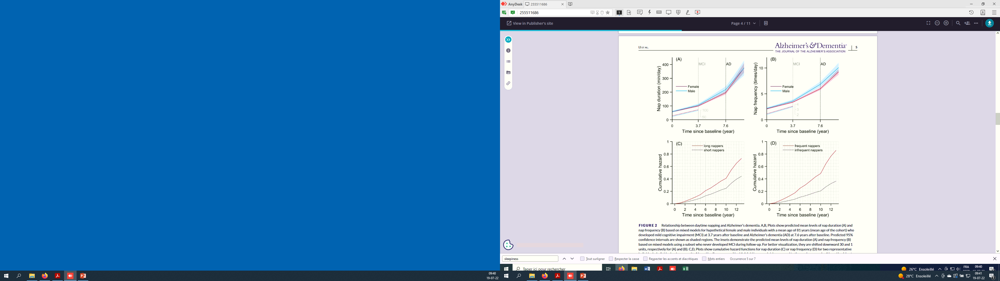 AnyDesk
255511686
255511686
1
View in Publisher's site
Page 4 / 11
LI ET AL.
Alzheimer's & Dementia®
THE JOURNAL OF THE ALZHEIMER'S ASSOCIATION
5
(A)
MCI
AD
Nap duration (min/day)
400
300
200
100
0
Female
Male
100
50
0
3.7
7.6
Time since baseline (year)
(B)
MCI
AD
Nap frequency (times/day)
10
5
0
Female
Male
4
3
2
0
3.7
7.6
Time since baseline (year)
(C)
long nappers
short nappers
Cumulative hazard
1
0.8
0.6
0.4
0.2
0
0 2 4 6 8 10 12
Time since baseline (year)
(D)
frequent nappers
infrequent nappers
Cumulative hazard
1
0.8
0.6
0.4
0.2
0
0 2 4 6 8 10 12
Time since baseline (year)
FIGURE 2 Relationship between daytime napping and Alzheimer's dementia. A,B, Plots show predicted mean levels of nap duration (A) and
nap frequency (B) based on mixed models for hypothetical female and male individuals with a mean age of 81 years (mean age of the cohort) who
developed mild cognitive impairment (MCI) at 3.7 years after baseline and Alzheimer's dementia (AD) at 7.6 years after baseline. Predicted 95%
confidence intervals are shown as shaded regions. The insets demonstrate the predicted mean levels of nap duration (A) and nap frequency (B)
based on mixed models using a subset who never developed MCI during follow-up. For better visualization, they are shifted downward 30 and 1
units, respectively for (A) and (B). C,D, Plots show cumulative hazard functions for nap duration (C) or nap frequency (D) for two representative
sleepiness
Tout surligner
Respecter la casse
Respecter les accents et diacritiques
Mots entiers
Occurrence 5 sur 7
Taper ici pour rechercher
26°C Ensoleillé
FRA
09:40
09:40
19-07-22
28°C Ensoleillé
09:41
19-07-22